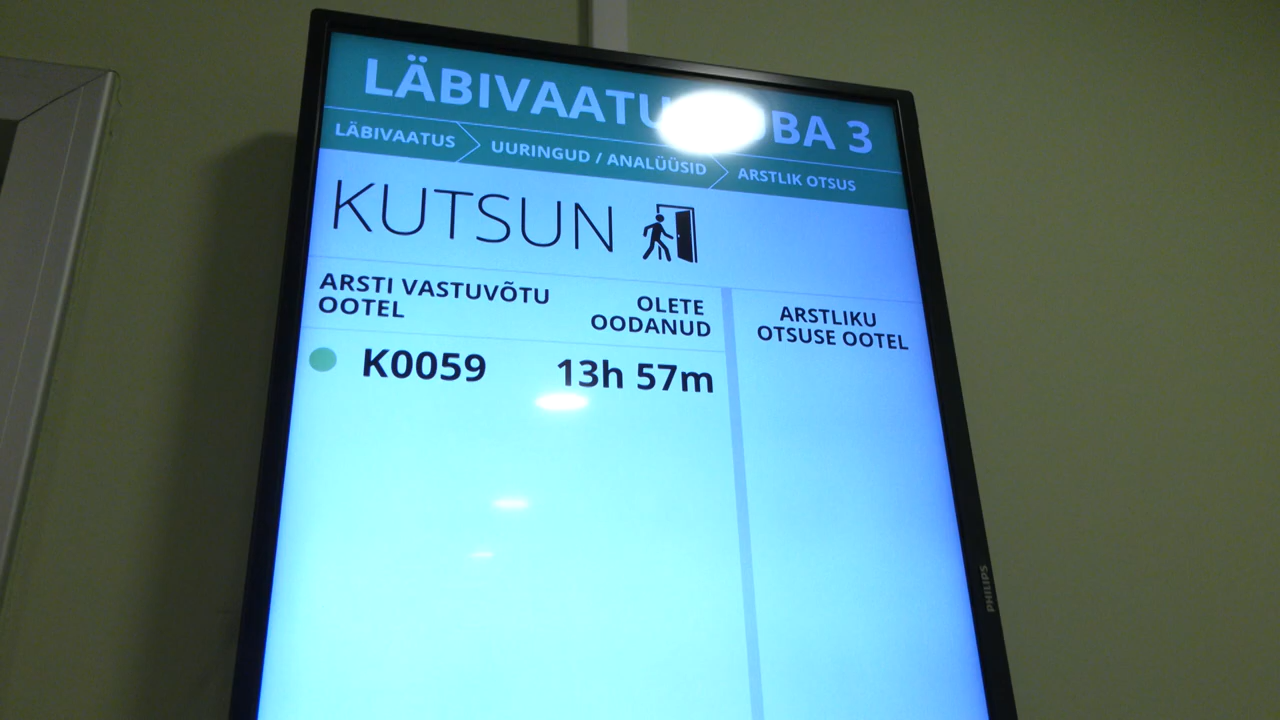 LÄBIVAATU BA 3
LÄBIVAATUS
UURINGUD / ANALÜÜSID
ARSTLIK OTSUS
KUTSUN
ARSTI VASTUVÕTU
OOTEL
OLETE
OODANUD
K0059
13h 57m
ARSTLIKU
OTSUSE OOTEL
PHILIPS